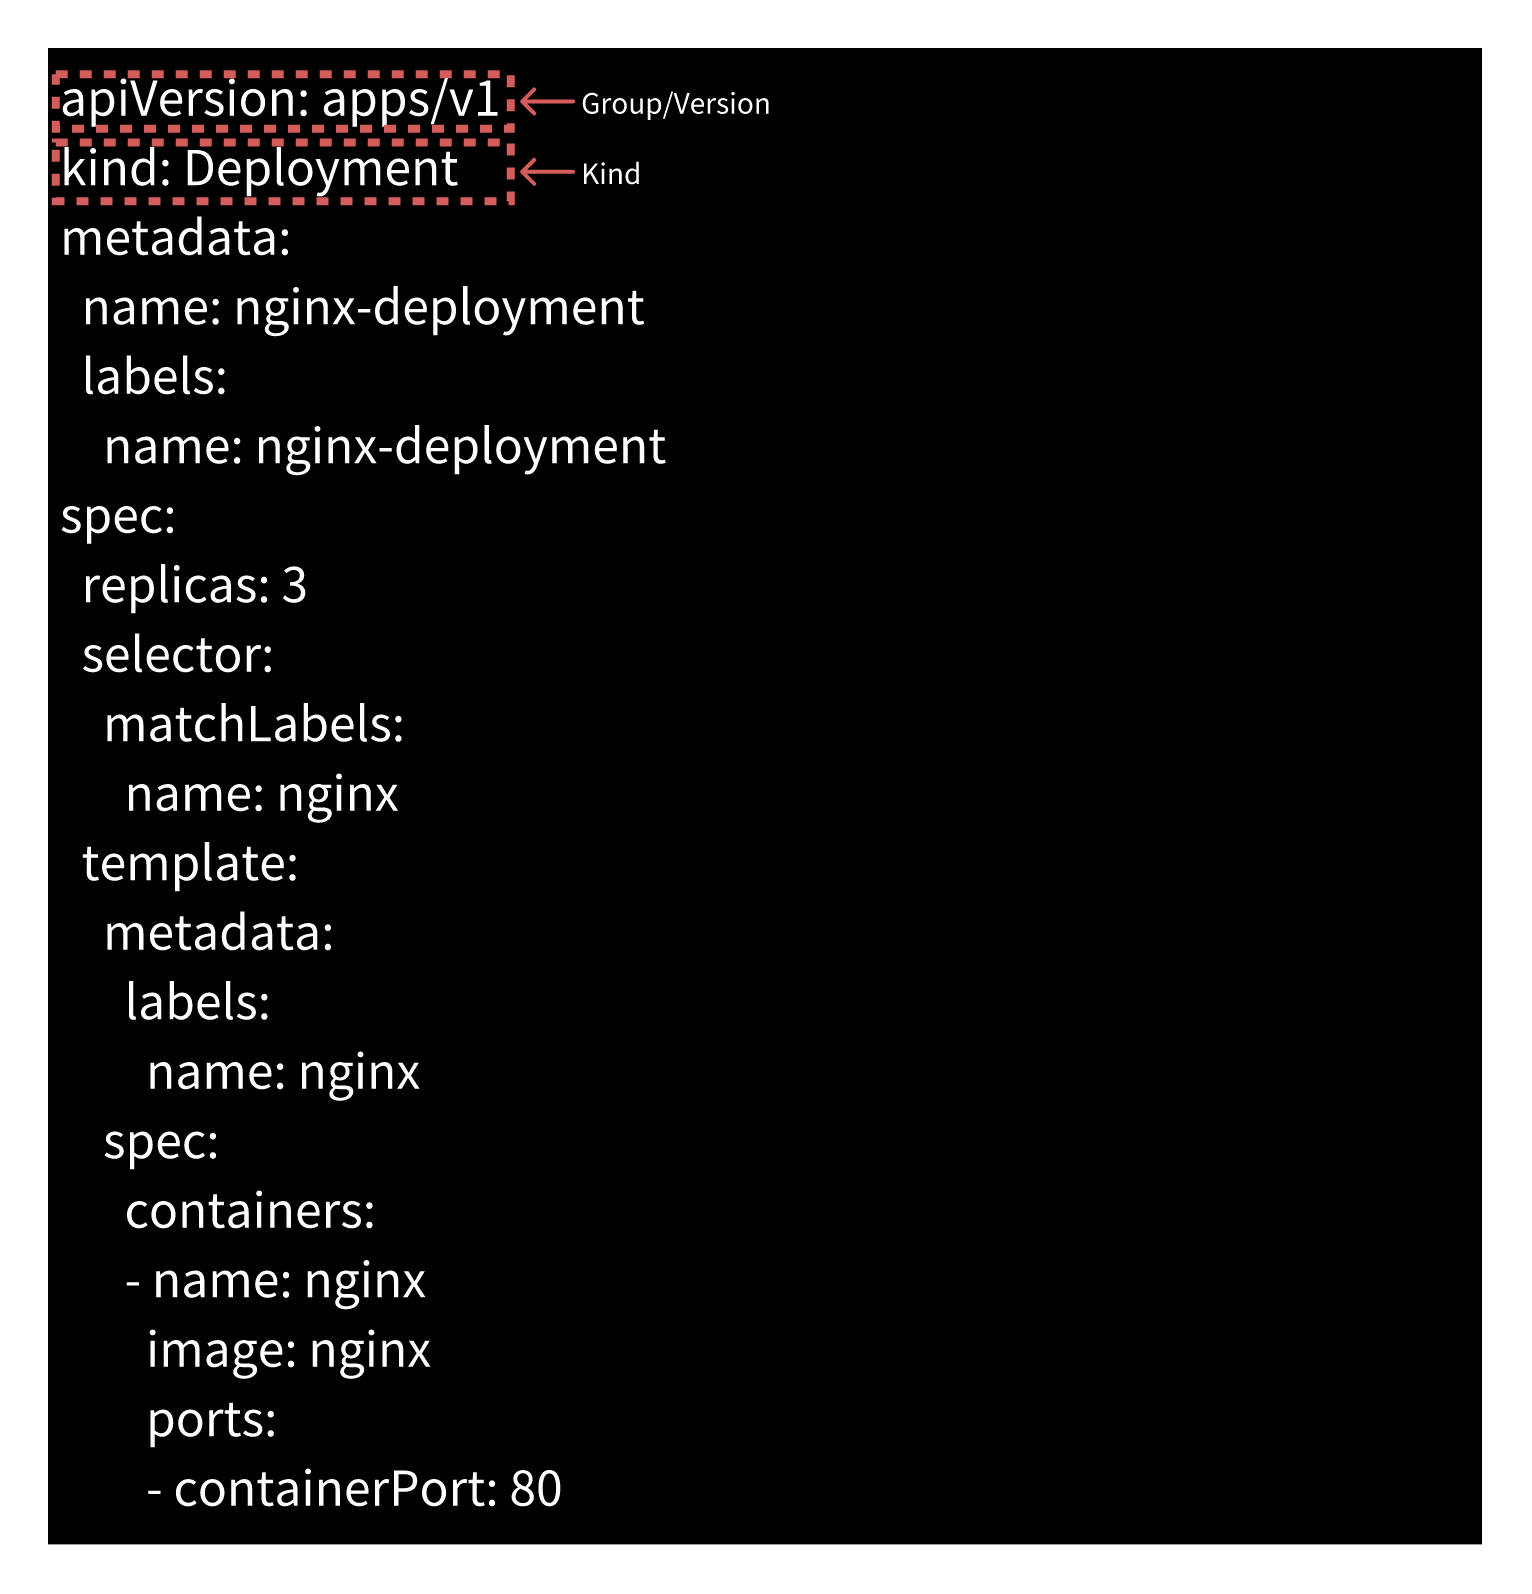 apiVersion: apps/v1 Group/Version
kind: Deployment Kind
metadata:
name: nginx-deployment
labels:
name: nginx-deployment
spec:
replicas: 3
selector:
matchLabels:
name: nginx
template:
metadata:
labels:
name: nginx
spec:
containers:
- name: nginx
image: nginx
ports:
- containerPort: 80